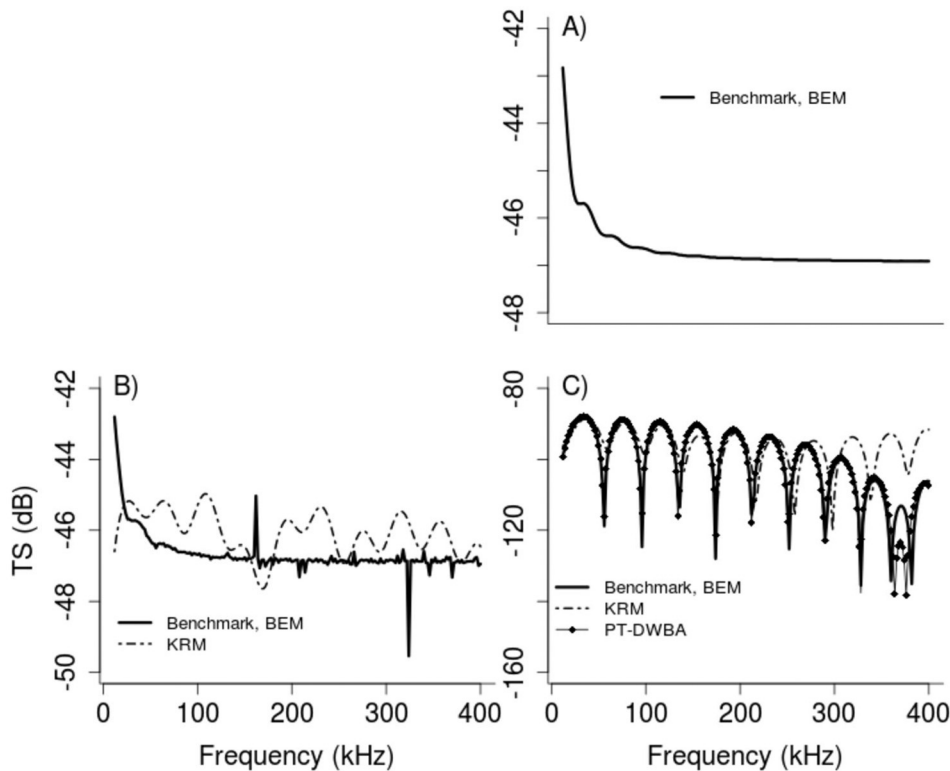 A)
-42
-44
-46
-48
Benchmark, BEM
B)
-42
-44
-46
-48
-50
TS (dB)
Benchmark, BEM
KRM
0 100 200 300 400
Frequency (kHz)
C)
-80
-120
-160
Benchmark, BEM
KRM
PT-DWBA
0 100 200 300 400
Frequency (kHz)